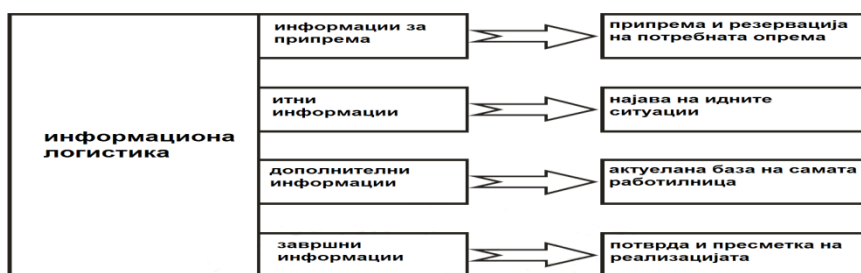 информациона
логистика
информации за
припрема
припрема и резервација
на потребната опрема
итни
информации
најава на идните
ситуации
дополнителни
информации
актуелана база на самата
работилница
завршни
информации
потврда и пресметка на
реализацијата